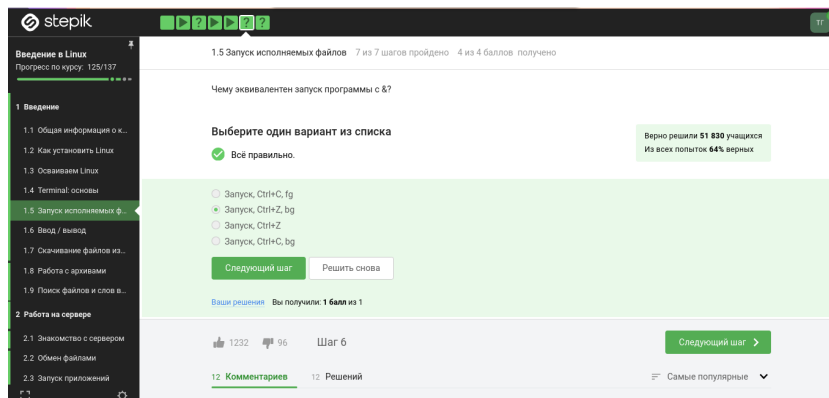 stepik
ТГ
Введение в Linux
Прогресс по курсу: 125/137
1 Введение
1.1 Общая информация о к...
1.2 Как установить Linux
1.3 Осваиваем Linux
1.4 Terminal: основы
1.5 Запуск исполняемых ф...
1.6 Ввод / вывод
1.7 Скачивание файлов из...
1.8 Работа с архивами
1.9 Поиск файлов и слов в...
2 Работа на сервере
2.1 Знакомство с сервером
2.2 Обмен файлами
2.3 Запуск приложений
1.5 Запуск исполняемых файлов 7 из 7 шагов пройдено 4 из 4 баллов получено
Чему эквивалентен запуск программы с &?
Выберите один вариант из списка
Всё правильно.
Верно решили 51 830 учащихся
Из всех попыток 64% верных
Запуск, Ctrl+C, fg
Запуск, Ctrl+Z, bg
Запуск, Ctrl+Z
Запуск, Ctrl+C, bg
Следующий шаг Решить снова
Ваши решения Вы получили: 1 балл из 1
1232 96 Шаг 6 Следующий шаг
12 Комментариев 12 Решений Самые популярные